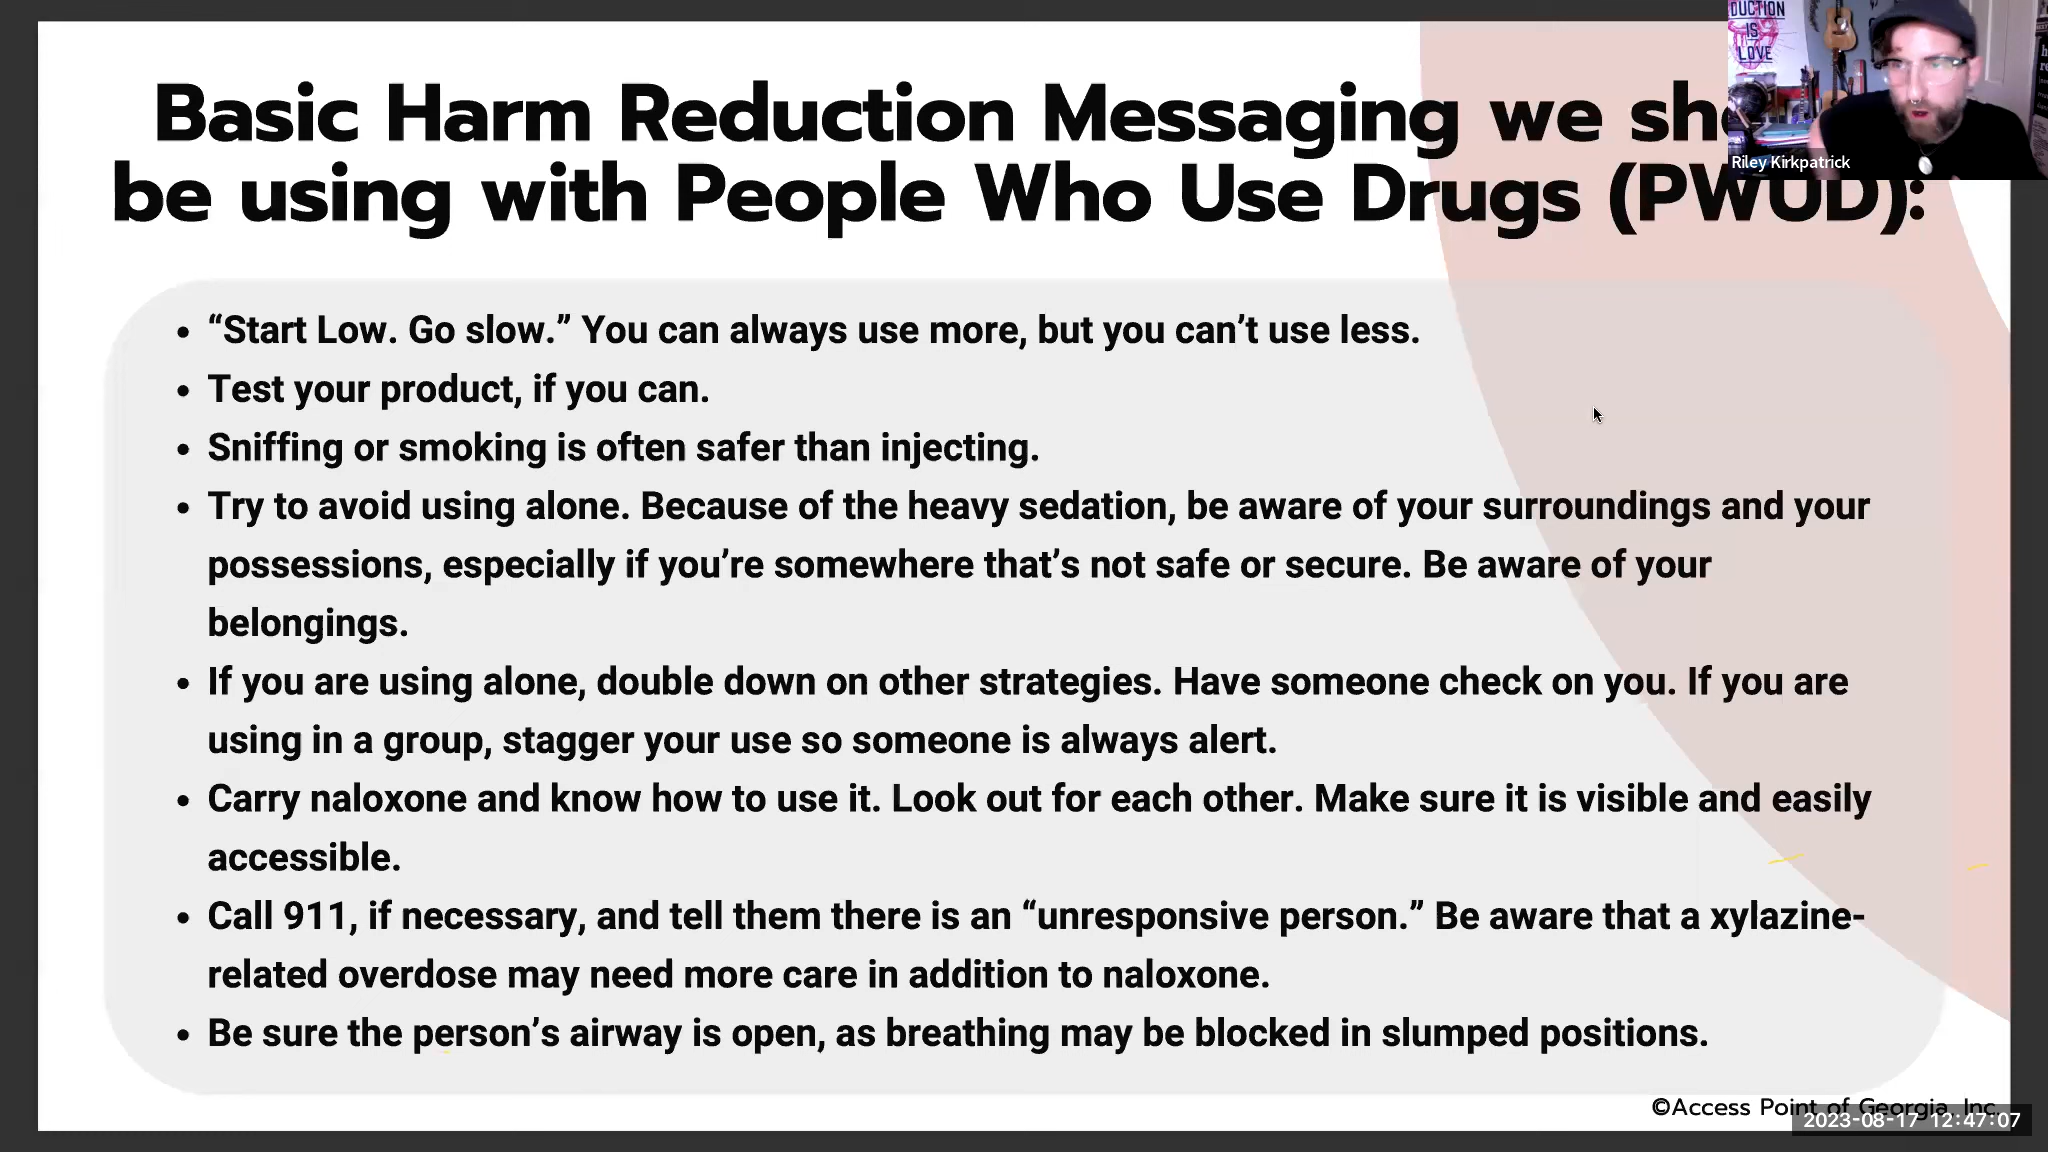 Basic Harm Reduction Messaging we
be using with People Who Use Drugs (PWUD):
• “Start Low. Go slow.” You can always use more, but you can’t use less.
• Test your product, if you can.
• Sniffing or smoking is often safer than injecting.
• Try to avoid using alone. Because of the heavy sedation, be aware of your surroundings and your
possessions, especially if you’re somewhere that’s not safe or secure. Be aware of your
belongings.
• If you are using alone, double down on other strategies. Have someone check on you. If you are
using in a group, stagger your use so someone is always alert.
• Carry naloxone and know how to use it. Look out for each other. Make sure it is visible and easily
accessible.
• Call 911, if necessary, and tell them there is an “unresponsive person.” Be aware that a xylazine-
related overdose may need more care in addition to naloxone.
• Be sure the person’s airway is open, as breathing may be blocked in slumped positions.
DUCTION
IS
LOVE
Riley Kirkpatrick
©Access Point of Georgia, Inc.
2023-08-17 12:47:07